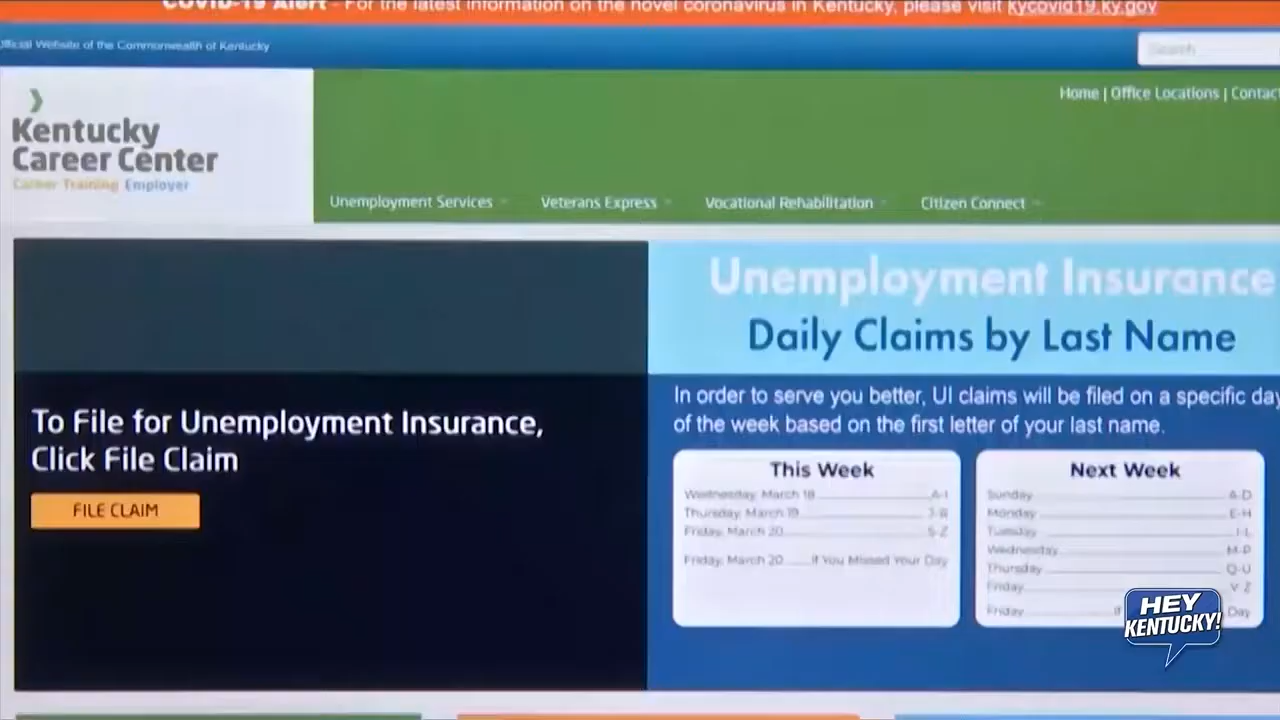 COVID-19 Alert - For the latest information on the novel coronavirus in Kentucky, please visit kycovid19.ky.gov
Official Website of the Commonwealth of Kentucky
Search
Home | Office Locations | Contact
Kentucky
Career Center
Career Training Employer
Unemployment Services
Veterans Express
Vocational Rehabilitation
Citizen Connect
Unemployment Insurance
Daily Claims by Last Name
In order to serve you better, UI claims will be filed on a specific day
of the week based on the first letter of your last name.
To File for Unemployment Insurance,
Click File Claim
FILE CLAIM
This Week
Wednesday, March 18 A-I
Thursday, March 19 J-R
Friday, March 20 S-Z
Friday, March 20 If You Missed Your Day
Next Week
Sunday A-D
Monday E-H
Tuesday I-L
Wednesday M-P
Thursday Q-U
Friday V-Z
Friday If Day
HEY
KENTUCKY!